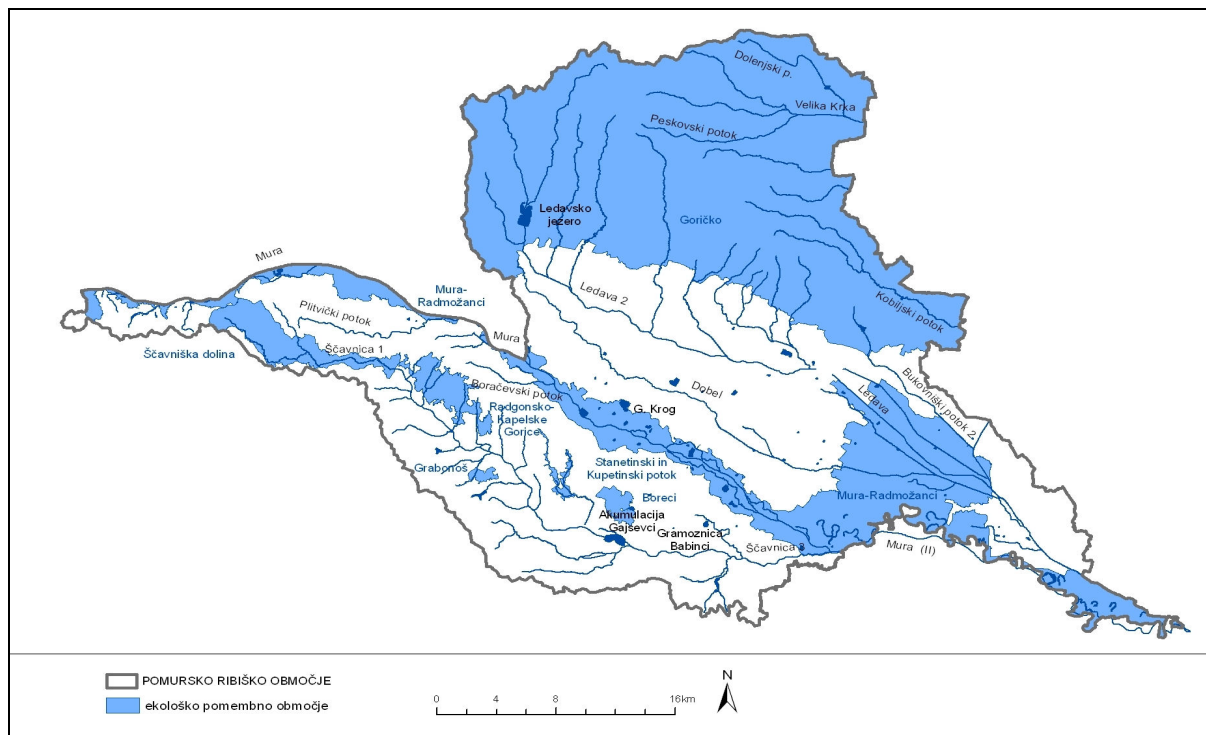 Dolenjski p.
Velika Krka
Peskovski potok
Ledavsko
jezero
Goričko
Mura
Ledava 2
Kobiljski potok
Mura-
Radmožanci
Plitvički potok
Mura
Ščavniška dolina
Ščavnica 1
Boračevski potok
Dobel
Ledava
Bukovniški potok 2
G. Krog
Radgonsko-
Kapelske
Gorice
Grabonoš
Stanetinski in
Kupetinski potok
Boreci
Mura-Radmožanci
Akumulacija
Gajševci
Gramoznica
Babinci
Ščavnica
Mura (II)
POMURSKO RIBIŠKO OBMOČJE
ekološko pomembno območje
0 4 8 16km
N